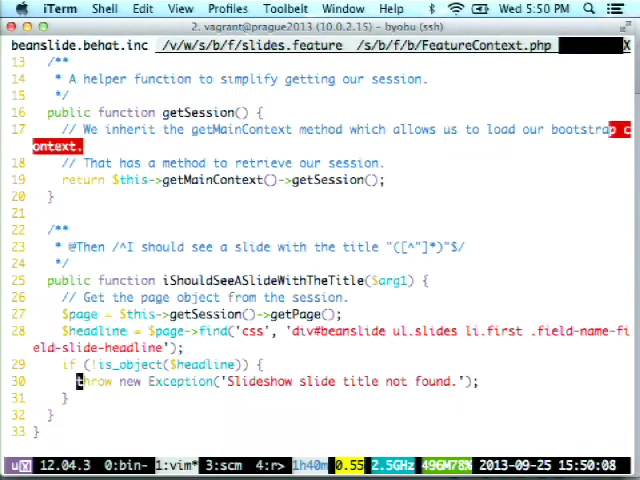 iTerm Shell Edit View Profiles Toolbelt Window Help Wed 5:50 PM
2. vagrant@prague2013 (10.0.2.15) - byobu (ssh)
beanslide.behat.inc /v/w/s/b/f/slides.feature /s/b/f/b/FeatureContext.php X
13 /**
14 * A helper function to simplify getting our session.
15 */
16 public function getSession() {
17 // We inherit the getMainContext method which allows us to load our bootstrap c
ontext.
18 // That has a method to retrieve our session.
19 return $this->getMainContext()->getSession();
20 }
21
22 /**
23 * @Then /^I should see a slide with the title "([^"]*)"$/
24 */
25 public function iShouldSeeASlideWithTheTitle($arg1) {
26 // Get the page object from the session.
27 $page = $this->getSession()->getPage();
28 $headline = $page->find('css', 'div#beanslide ul.slides li.first .field-name-fi
eld-slide-headline');
29 if (!is_object($headline)) {
30 throw new Exception('Slideshow slide title not found.');
31 }
32 }
33 }
u 12.04.3 0:bin- 1:vim* 3:scm 4:r> 1h40m 0.55 2.5GHz 496M78% 2013-09-25 15:50:08